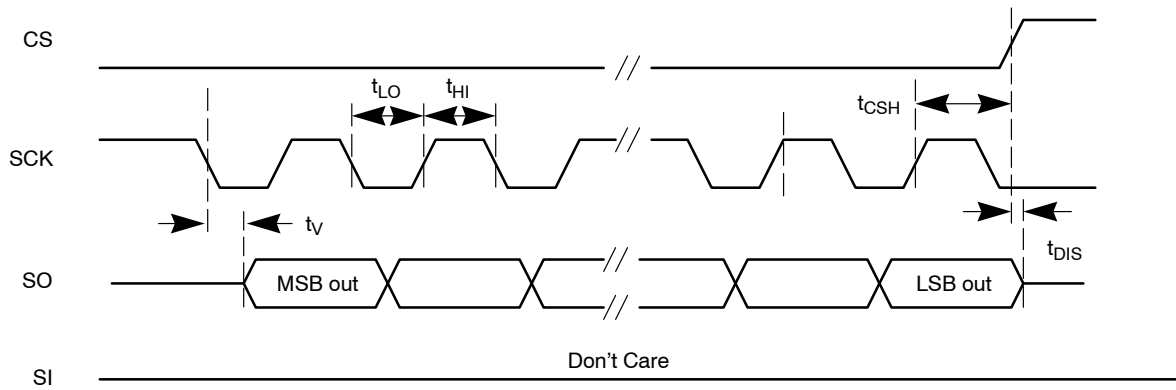 CS
tLO
tHI
tCSH
SCK
tV
tDIS
SO
MSB out
LSB out
Don't Care
SI